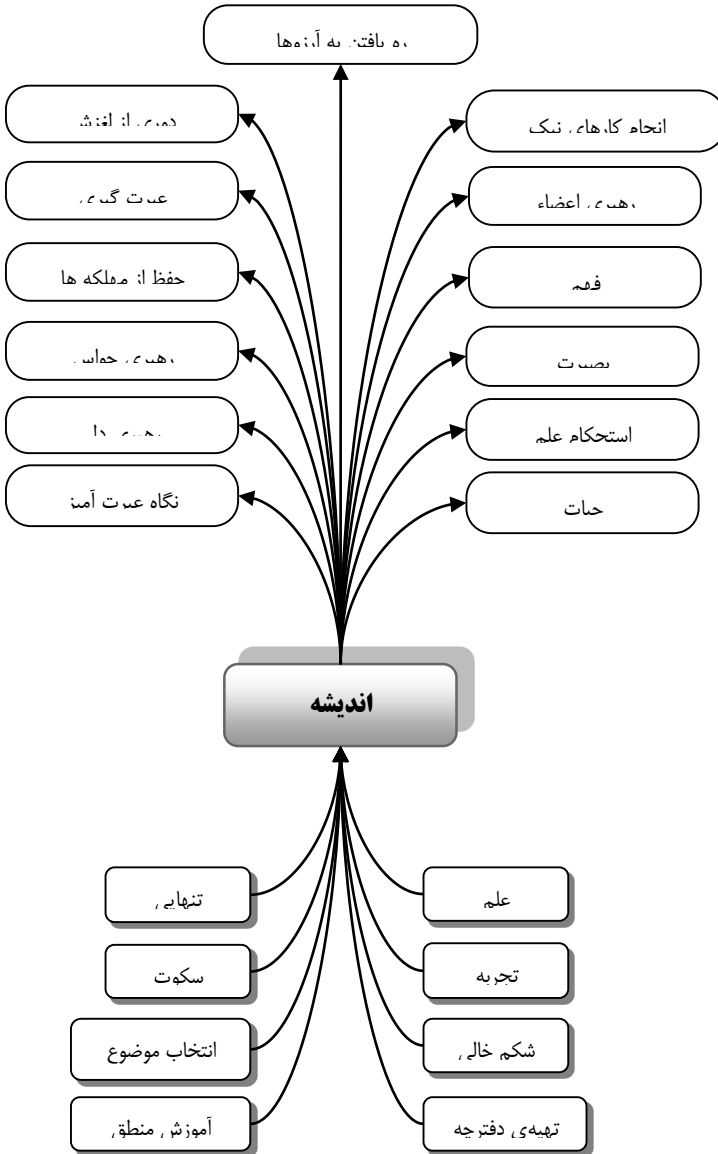 ره یافتن به آرزوها
انجام کارهای نیک
دوری از لغزش
رهبری اعضاء
عبرت گیری
فهم
حفظ از مهلکه ها
بصیرت
رهبری حواس
استحکام علم
رهبری دل
حیات
نگاه عبرت آمیز
اندیشه
علم
تنهایی
تجربه
سکوت
شکم خالی
انتخاب موضوع
تهیه‌ی دفترچه
آموزش منطق